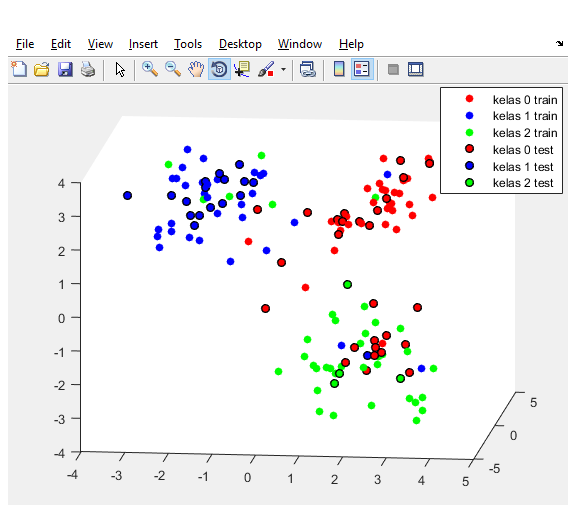 File Edit View Insert Tools Desktop Window Help
kelas 0 train
kelas 1 train
kelas 2 train
kelas 0 test
kelas 1 test
kelas 2 test
4
3
2
1
0
-1
-2
-3
-4
5
0
-5
-4 -3 -2 -1 0 1 2 3 4 5